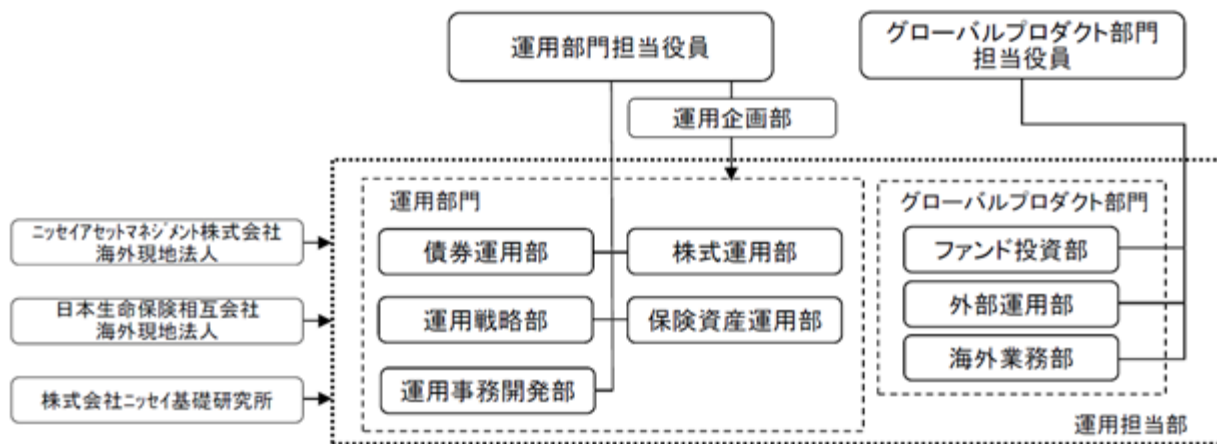 運用部門担当役員
グローバルプロダクト部門
担当役員
運用企画部
運用部門
グローバルプロダクト部門
ニッセイアセットマネジメント株式会社
海外現地法人
債券運用部
株式運用部
ファンド投資部
日本生命保険相互会社
海外現地法人
運用戦略部
保険資産運用部
外部運用部
海外業務部
株式会社ニッセイ基礎研究所
運用事務開発部
運用担当部